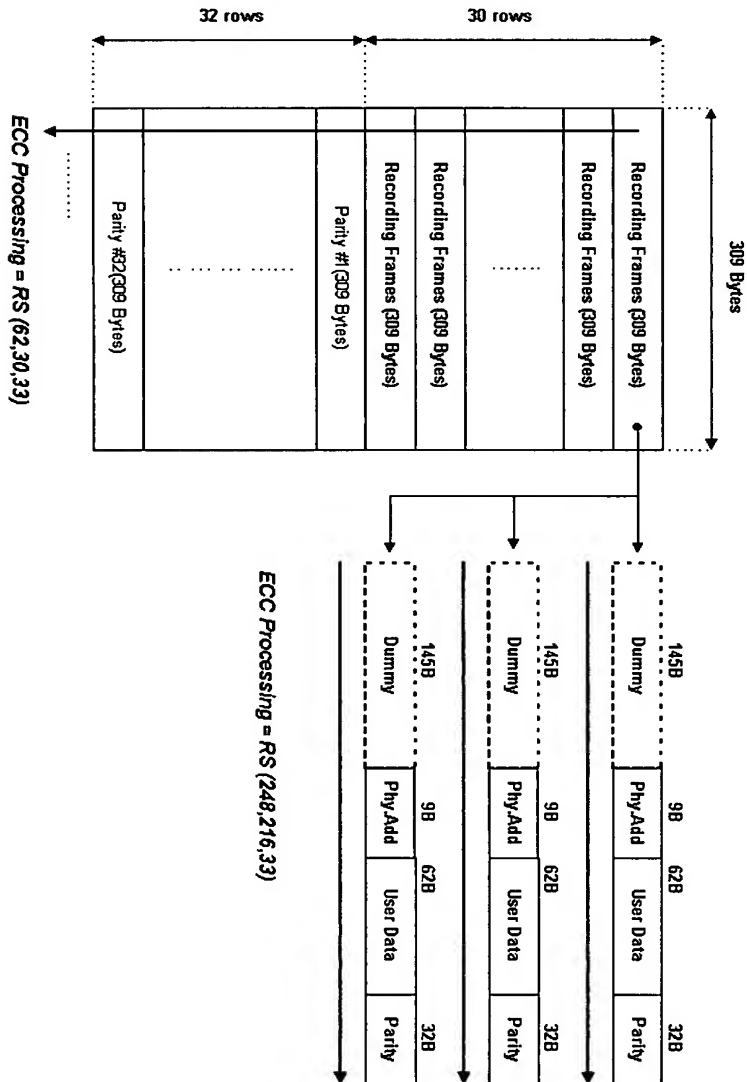 309 Bytes
30 rows
Recording Frames (309 Bytes)
Recording Frames (309 Bytes)
........
Recording Frames (309 Bytes)
Recording Frames (309 Bytes)
32 rows
Parity #1(309 Bytes)
... ... ... ......
Parity #32(309 Bytes)
........
ECC Processing = RS (62,30,33)
145B 9B 62B 32B
Dummy Phy.Add User Data Parity
145B 9B 62B 32B
Dummy Phy.Add User Data Parity
145B 9B 62B 32B
Dummy Phy.Add User Data Parity
ECC Processing = RS (248,216,33)